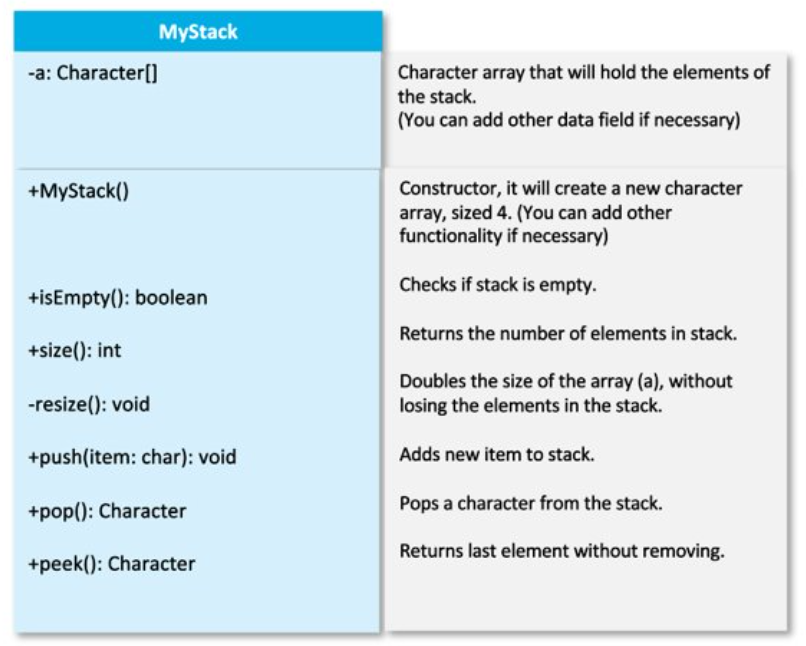 MyStack
-a: Character[]
Character array that will hold the elements of
the stack.
(You can add other data field if necessary)
+MyStack()
Constructor, it will create a new character
array, sized 4. (You can add other
functionality if necessary)
+isEmpty(): boolean
Checks if stack is empty.
+size(): int
Returns the number of elements in stack.
-resize(): void
Doubles the size of the array (a), without
losing the elements in the stack.
+push(item: char): void
Adds new item to stack.
+pop(): Character
Pops a character from the stack.
+peek(): Character
Returns last element without removing.